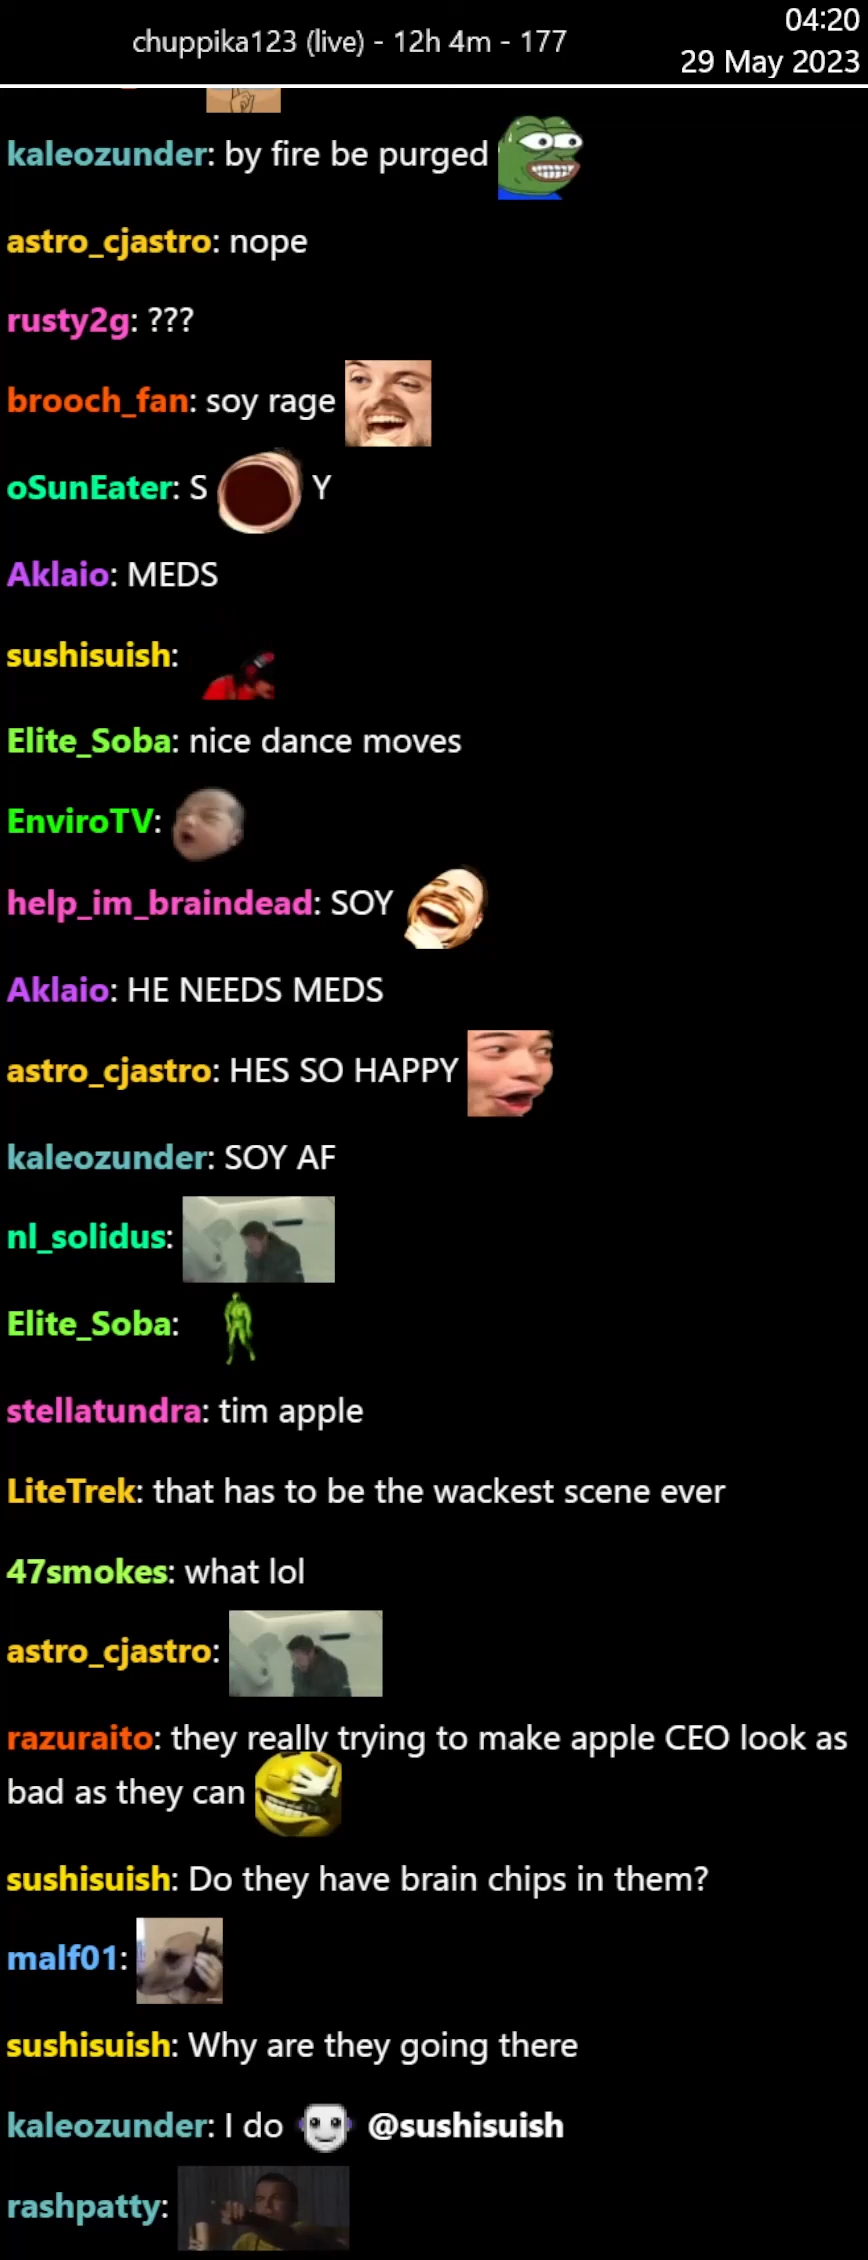 chuppika123 (live) - 12h 4m - 177
04:20
29 May 2023
kaleozunder: by fire be purged
astro_cjastro: nope
rusty2g: ???
brooch_fan: soy rage
oSunEater: S Y
Aklaio: MEDS
sushisuish:
Elite_Soba: nice dance moves
EnviroTV:
help_im_braindead: SOY
Aklaio: HE NEEDS MEDS
astro_cjastro: HES SO HAPPY
kaleozunder: SOY AF
nl_solidus:
Elite_Soba:
stellatundra: tim apple
LiteTrek: that has to be the wackest scene ever
47smokes: what lol
astro_cjastro:
razuraito: they really trying to make apple CEO look as
bad as they can
sushisuish: Do they have brain chips in them?
malf01:
sushisuish: Why are they going there
kaleozunder: I do @sushisuish
rashpatty: